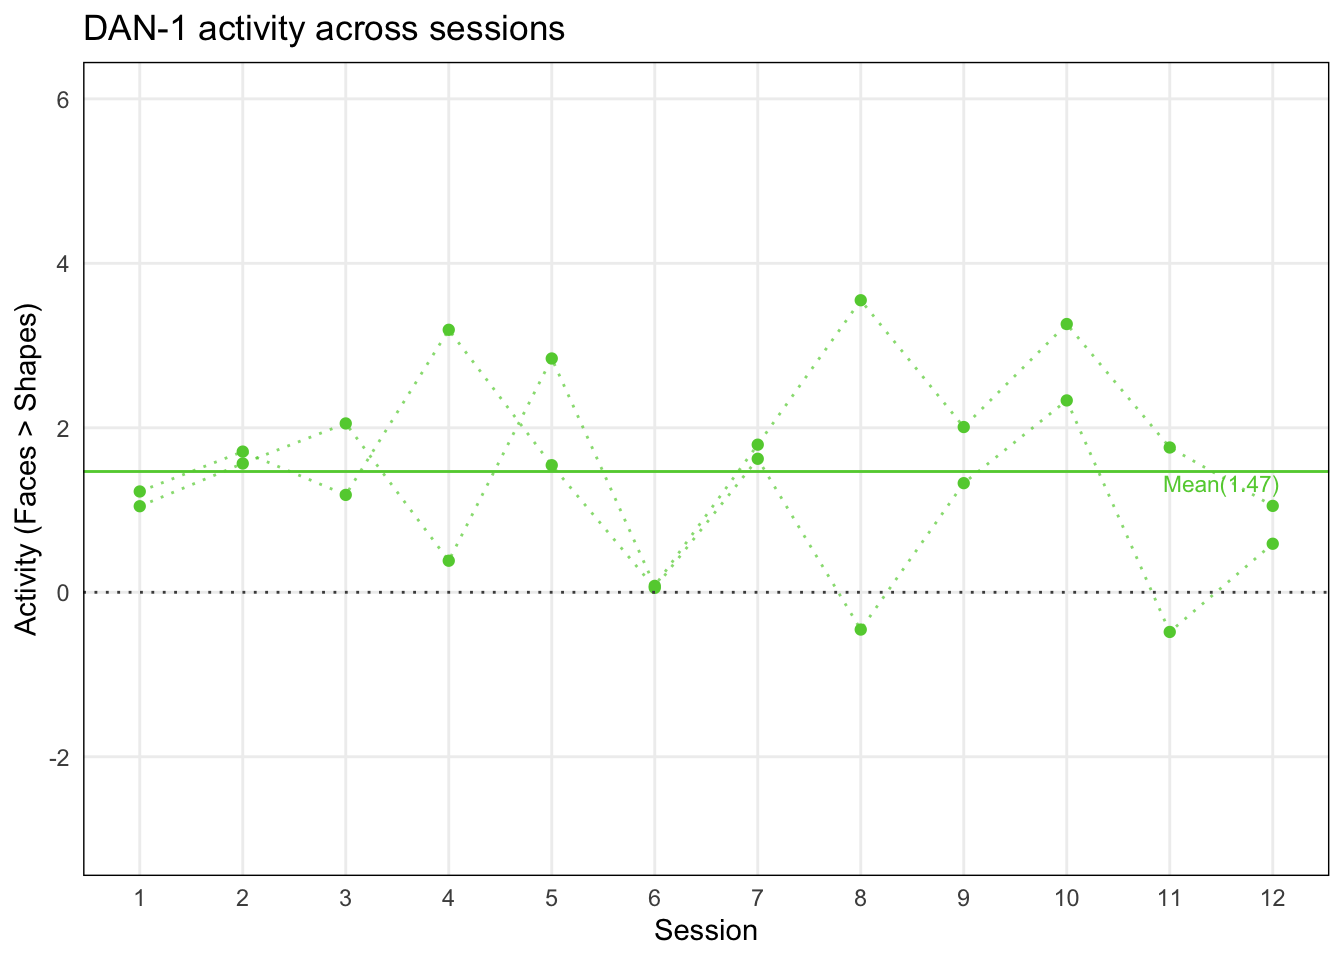 DAN-1 activity across sessions
Activity (Faces > Shapes)
6
4
2
0
-2
Mean(1.47)
1 2 3 4 5 6 7 8 9 10 11 12
Session